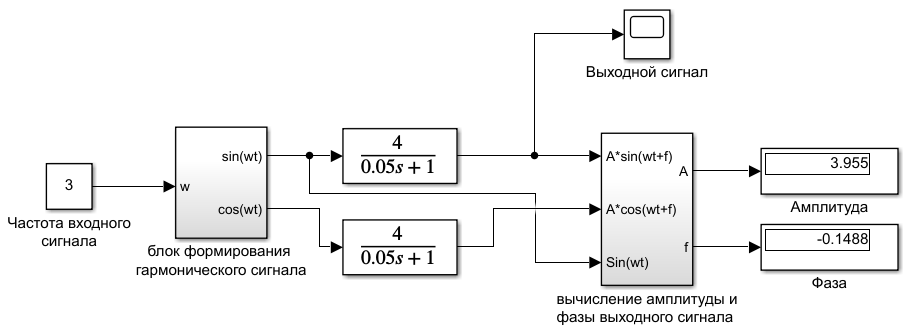 Выходной сигнал
3
Частота входного
сигнала
w
sin(wt)
cos(wt)
блок формирования
гармонического сигнала
4
0.05s + 1
4
0.05s + 1
A*sin(wt+f)
A*cos(wt+f)
Sin(wt)
A
f
вычисление амплитуды и
фазы выходного сигнала
3.955
Амплитуда
-0.1488
Фаза